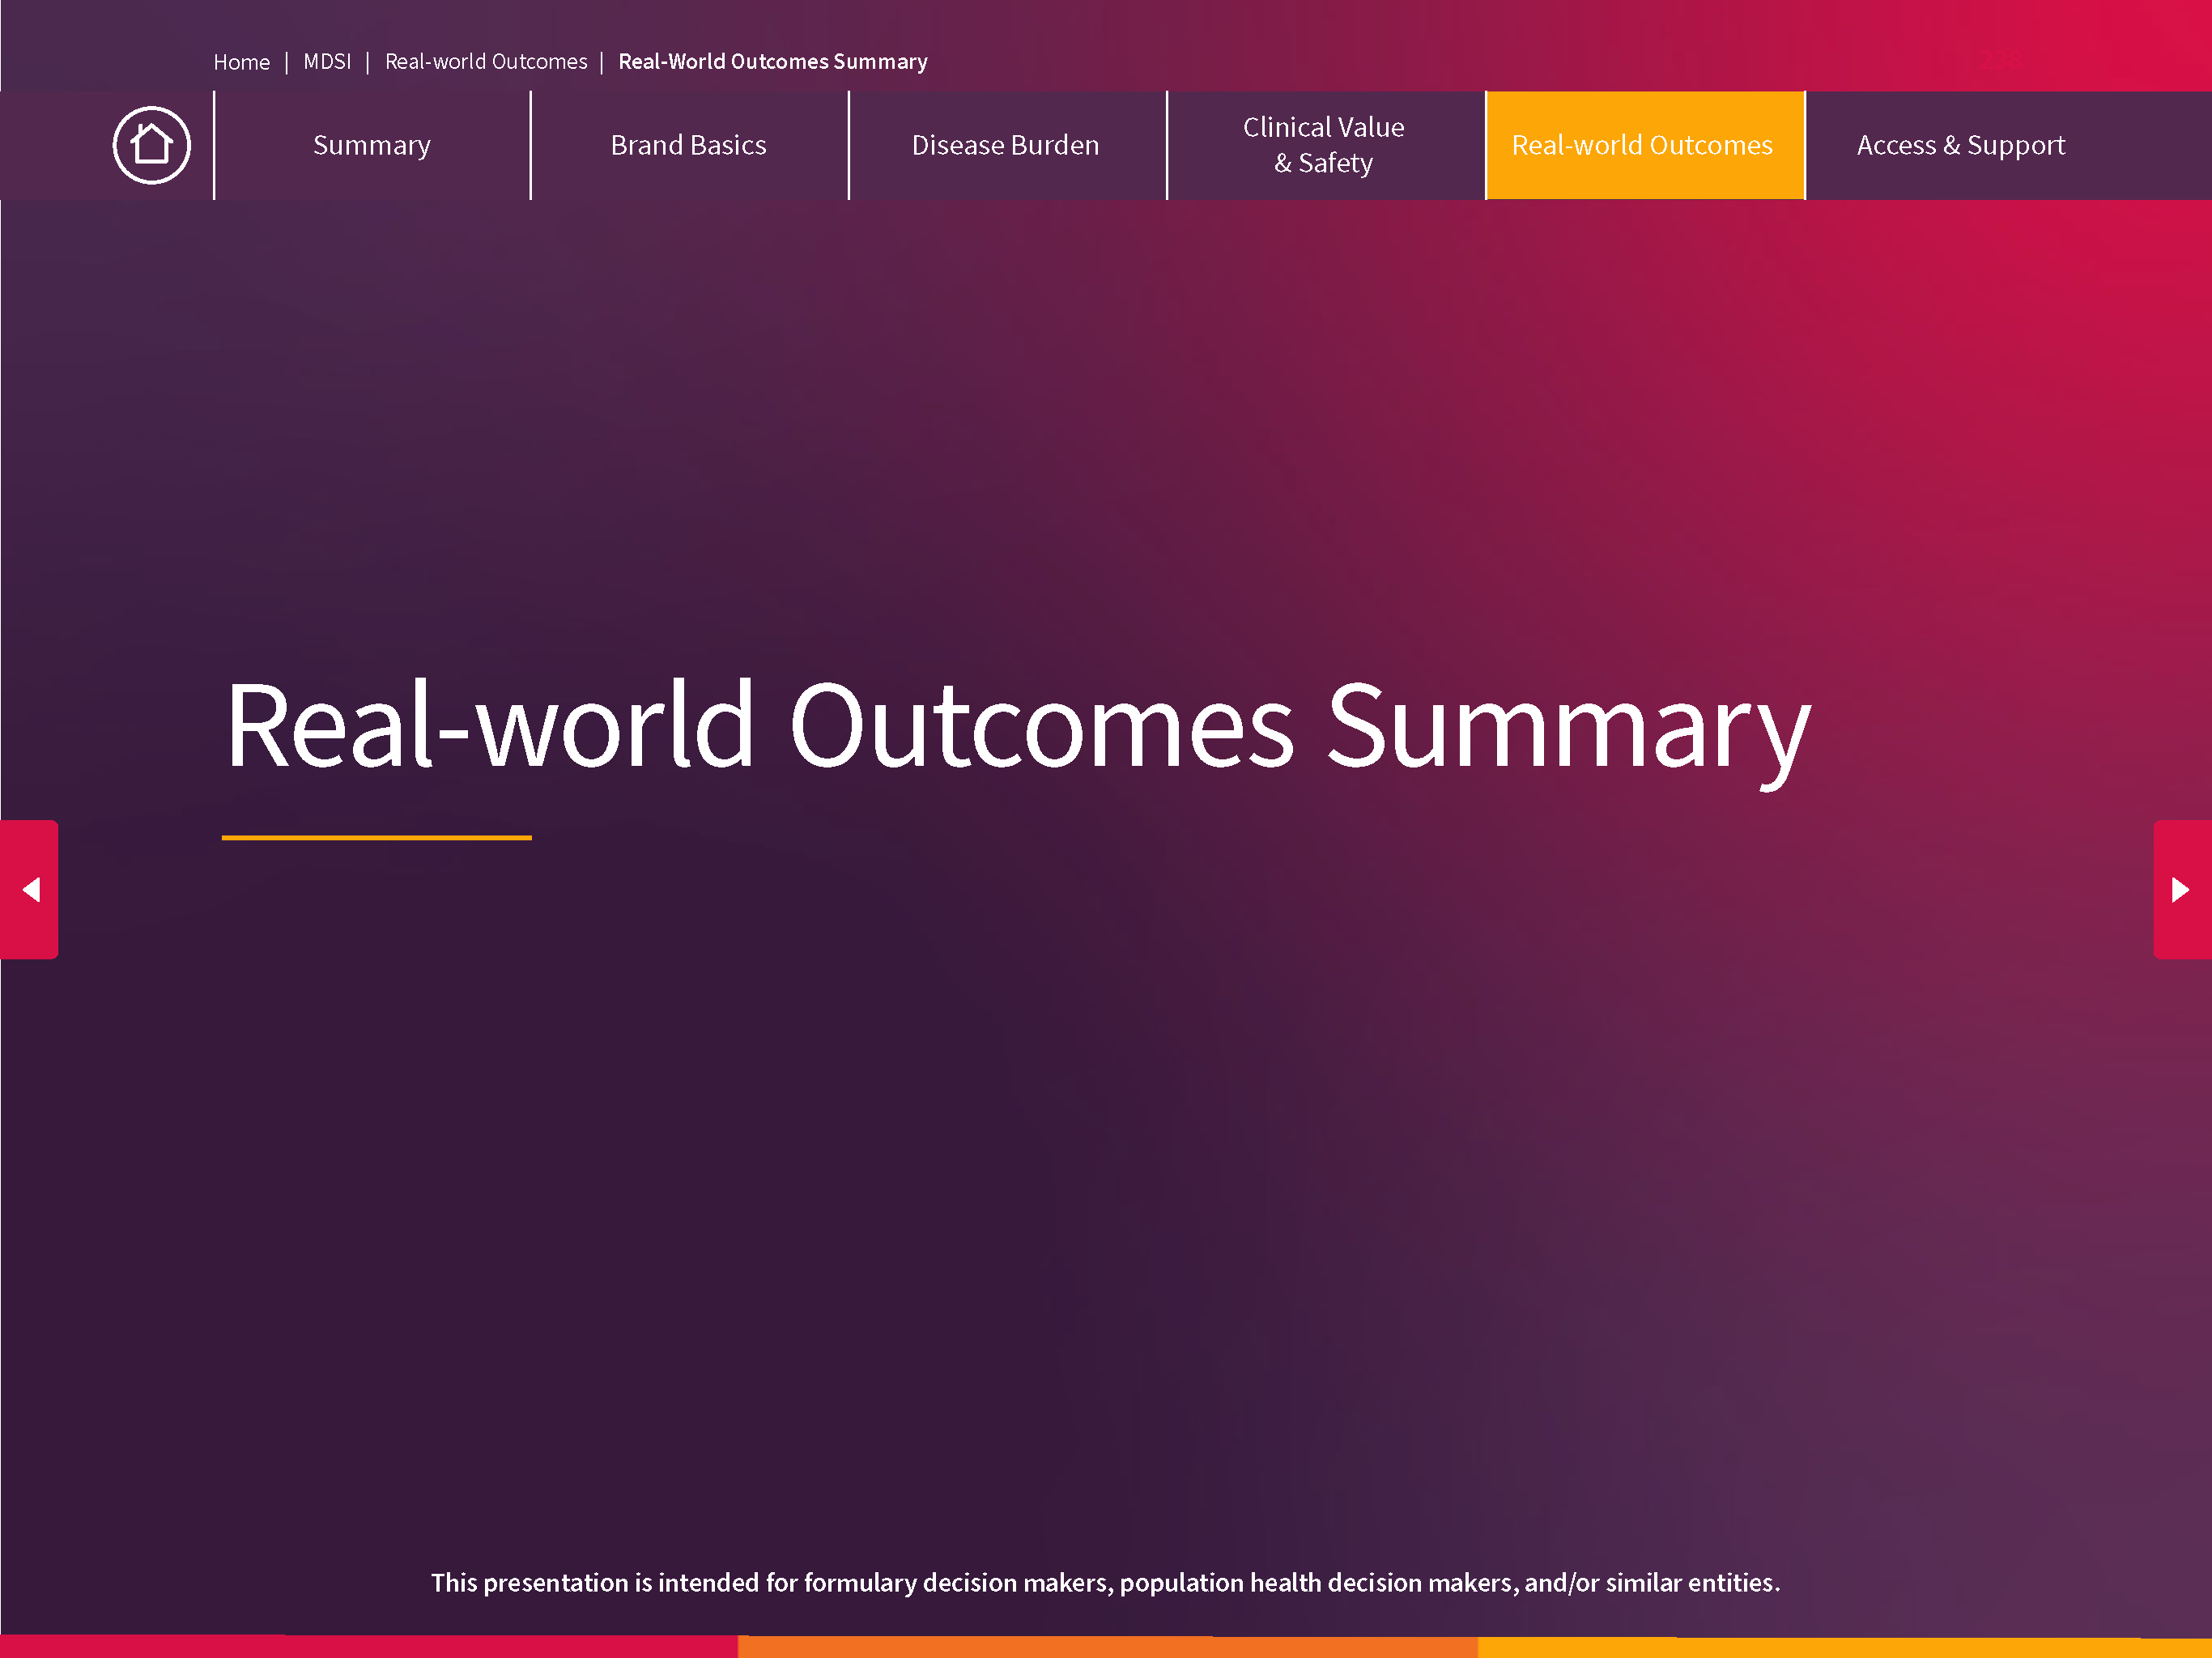 Home | MDSI | Real-world Outcomes | Real-World Outcomes Summary
238
Summary
Brand Basics
Disease Burden
Clinical Value
& Safety
Real-world Outcomes
Access & Support
Real-world Outcomes Summary
This presentation is intended for formulary decision makers, population health decision makers, and/or similar entities.